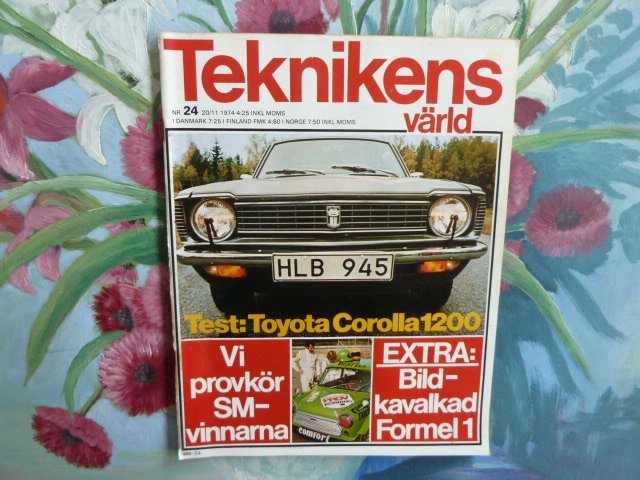 Teknikens
värld
NR 24 20/11 1974 4:25 INKL MOMS
I DANMARK 7:25 I FINLAND FMK 4:80 I NORGE 7:50 INKL MOMS
HLB 945
Test: Toyota Corolla 1200
Vi
provkör
SM-
vinnarna
comfort
EXTRA:
Bild-
kavalkad
Formel 1